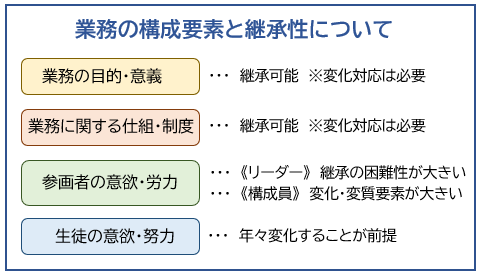 業務の構成要素と継承性について
業務の目的・意義 ・・・ 継承可能 ※変化対応は必要
業務に関する仕組・制度 ・・・ 継承可能 ※変化対応は必要
参画者の意欲・労力 ・・・《リーダー》 継承の困難性が大きい
・・・《構成員》 変化・変質要素が大きい
生徒の意欲・努力 ・・・ 年々変化することが前提